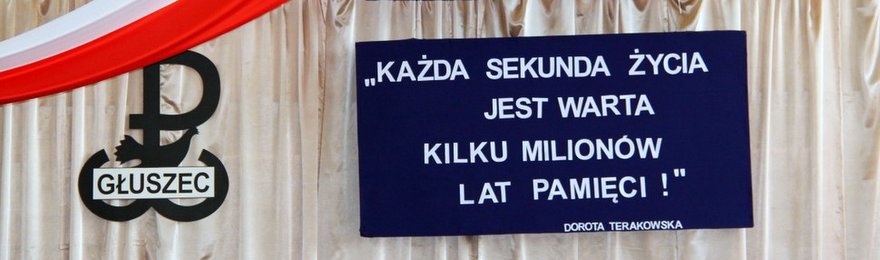 GŁUSZEC
„KAŻDA SEKUNDA ŻYCIA
JEST WARTA
KILKU MILIONÓW
LAT PAMIĘCI !"
DOROTA TERAKOWSKA